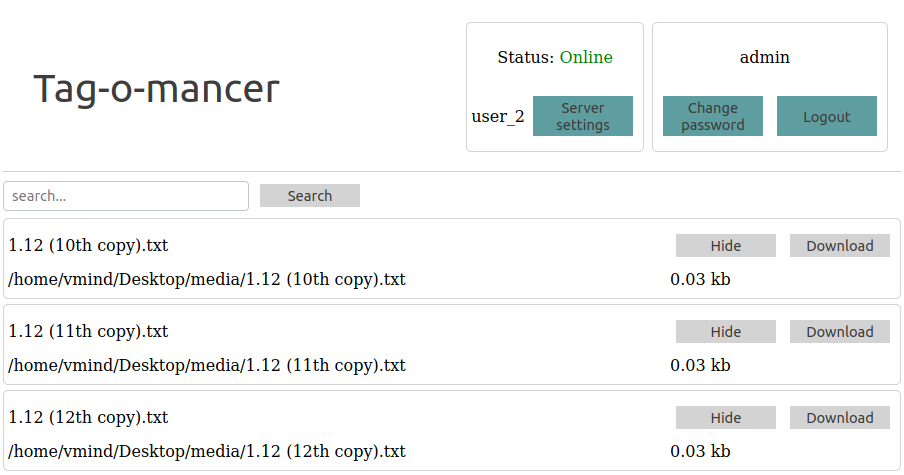 Tag-o-mancer
Status: Online
user_2
Server
settings
admin
Change
password
Logout
search...
Search
1.12 (10th copy).txt
Hide
Download
/home/vmind/Desktop/media/1.12 (10th copy).txt
0.03 kb
1.12 (11th copy).txt
Hide
Download
/home/vmind/Desktop/media/1.12 (11th copy).txt
0.03 kb
1.12 (12th copy).txt
Hide
Download
/home/vmind/Desktop/media/1.12 (12th copy).txt
0.03 kb